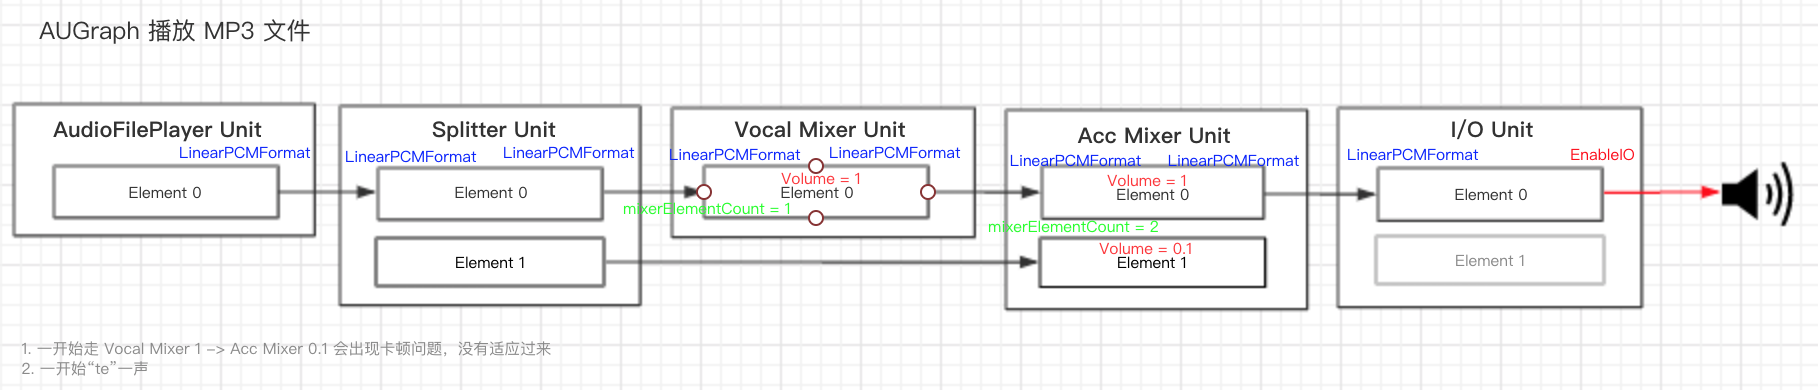 AUGraph 播放 MP3 文件
AudioFilePlayer Unit
LinearPCMFormat
Element 0
Splitter Unit
LinearPCMFormat
LinearPCMFormat
Element 0
Element 1
Vocal Mixer Unit
LinearPCMFormat
LinearPCMFormat
Volume = 1
Element 0
mixerElementCount = 1
Acc Mixer Unit
LinearPCMFormat
LinearPCMFormat
Volume = 1
Element 0
mixerElementCount = 2
Volume = 0.1
Element 1
I/O Unit
LinearPCMFormat
EnableIO
Element 0
Element 1
1. 一开始走 Vocal Mixer 1 –> Acc Mixer 0.1 会出现卡顿问题，没有适应过来
2. 一开始“te”一声